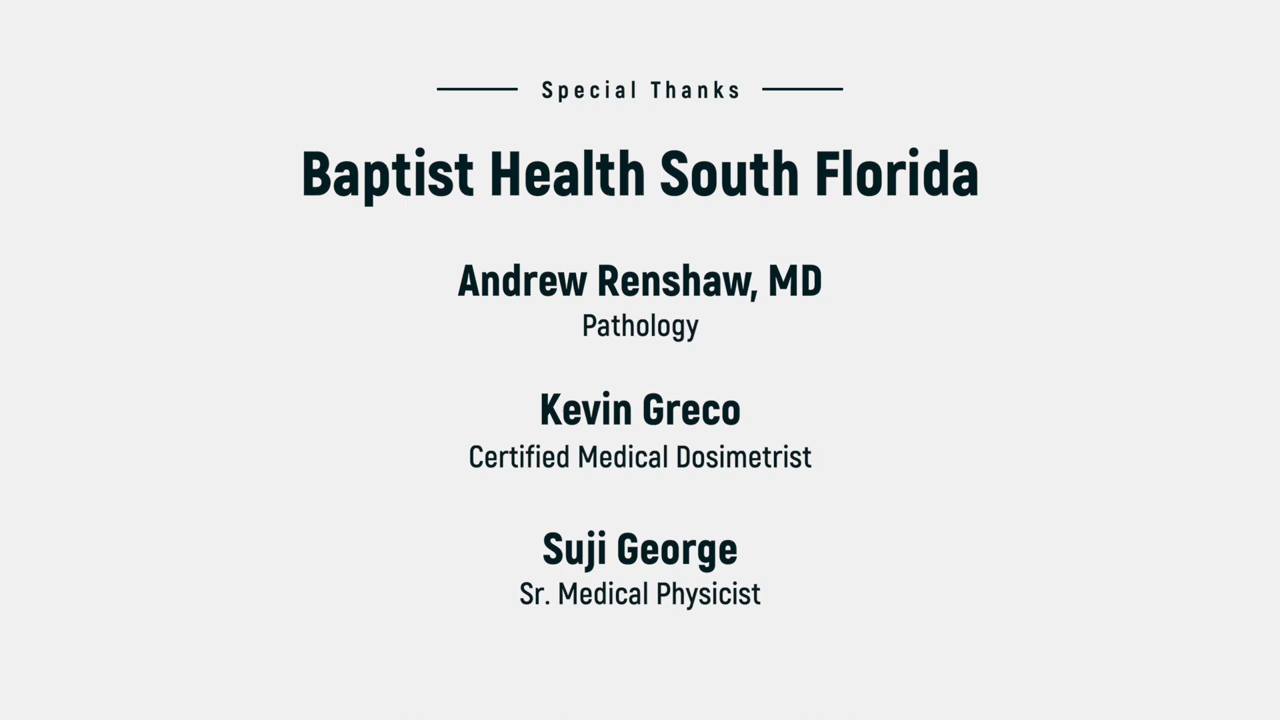 Special Thanks
Baptist Health South Florida
Andrew Renshaw, MD
Pathology
Kevin Greco
Certified Medical Dosimetrist
Suji George
Sr. Medical Physicist